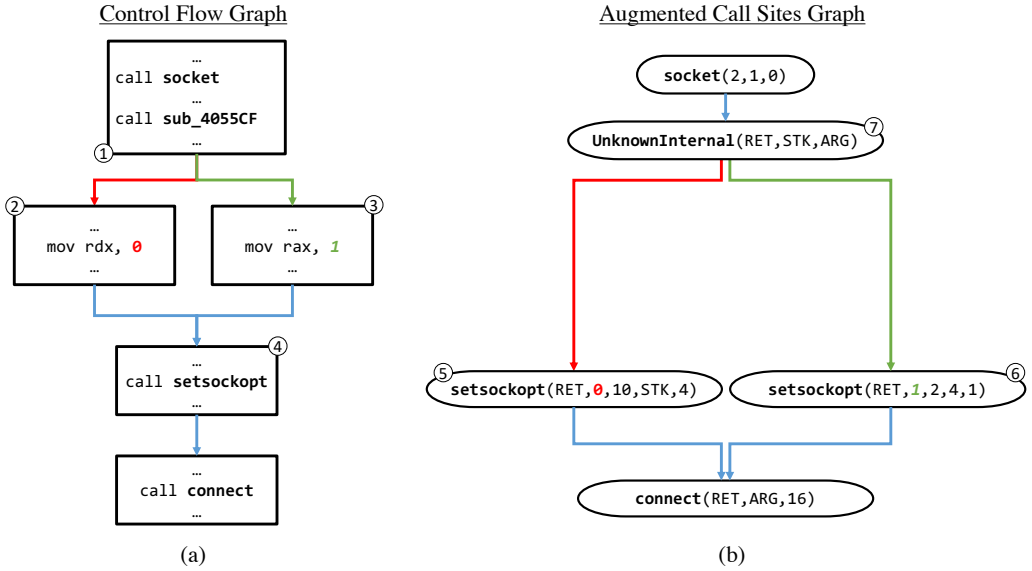 Control Flow Graph
…
call socket
…
call sub_4055CF
…
1
2
…
mov rdx, 0
…
3
…
mov rax, 1
…
4
…
call setsockopt
…
…
call connect
…
(a)
Augmented Call Sites Graph
socket(2,1,0)
7
UnknownInternal(RET,STK,ARG)
5
setsockopt(RET,0,10,STK,4)
6
setsockopt(RET,1,2,4,1)
connect(RET,ARG,16)
(b)